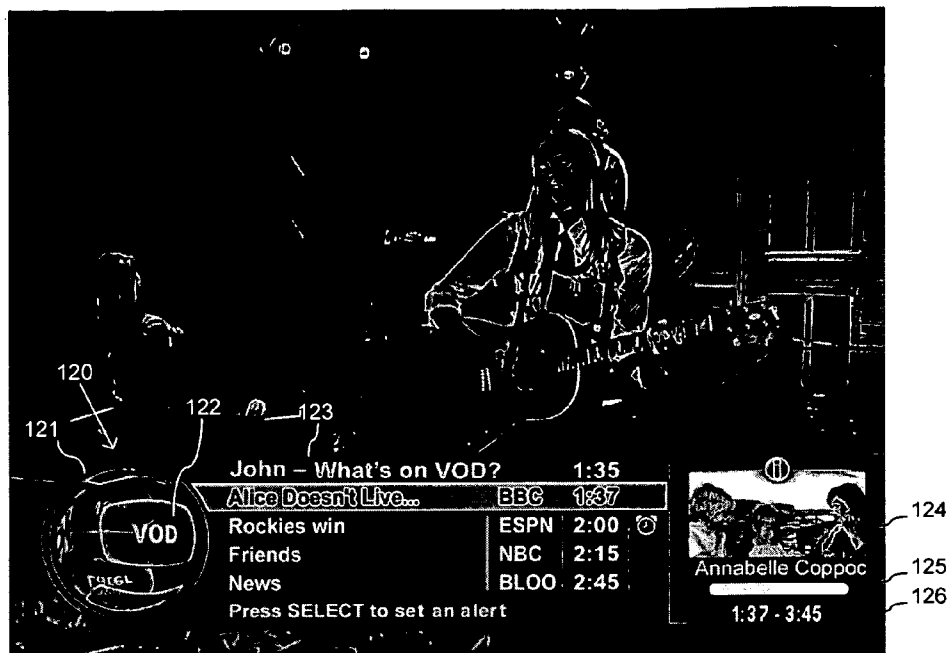 120
122
121
123
John – What's on VOD? 1:35
Alice Doesn't Live... BBC 1:37
VOD
Rockies win ESPN 2:00
Friends NBC 2:15
News BLOO 2:45
Press SELECT to set an alert
Annabelle Coppoc
1:37 - 3:45
124
125
126